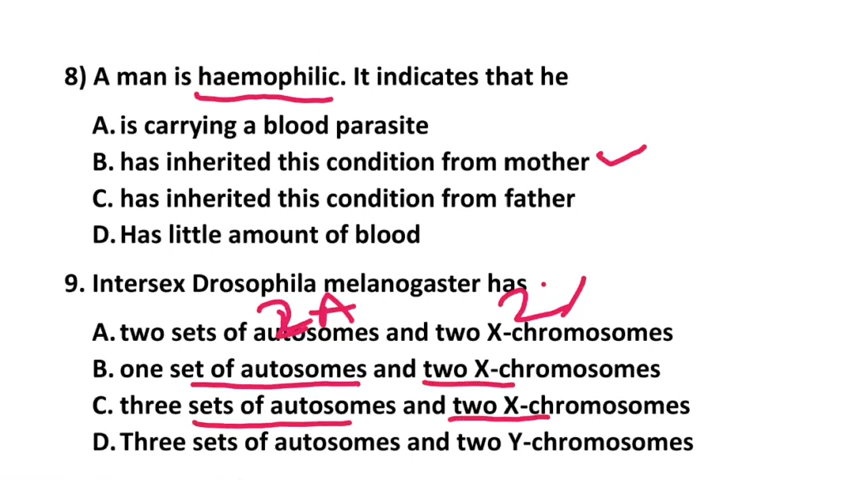 8) A man is haemophilic. It indicates that he
A. is carrying a blood parasite
B. has inherited this condition from mother
C. has inherited this condition from father
D. Has little amount of blood
9. Intersex Drosophila melanogaster has
2A
A. two sets of autosomes and two X-chromosomes
B. one set of autosomes and two X-chromosomes
C. three sets of autosomes and two X-chromosomes
D. Three sets of autosomes and two Y-chromosomes